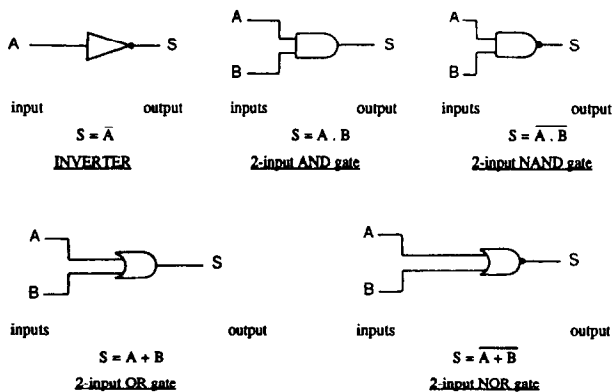 A S A S A S
B B
input output inputs output inputs output
S = A̅ S = A . B S = A̅ ̅.̅ ̅B̅
INVERTER 2-input AND gate 2-input NAND gate
A S A S
B B
inputs output inputs output
S = A + B S = A̅ ̅+̅ ̅B̅
2-input OR gate 2-input NOR gate